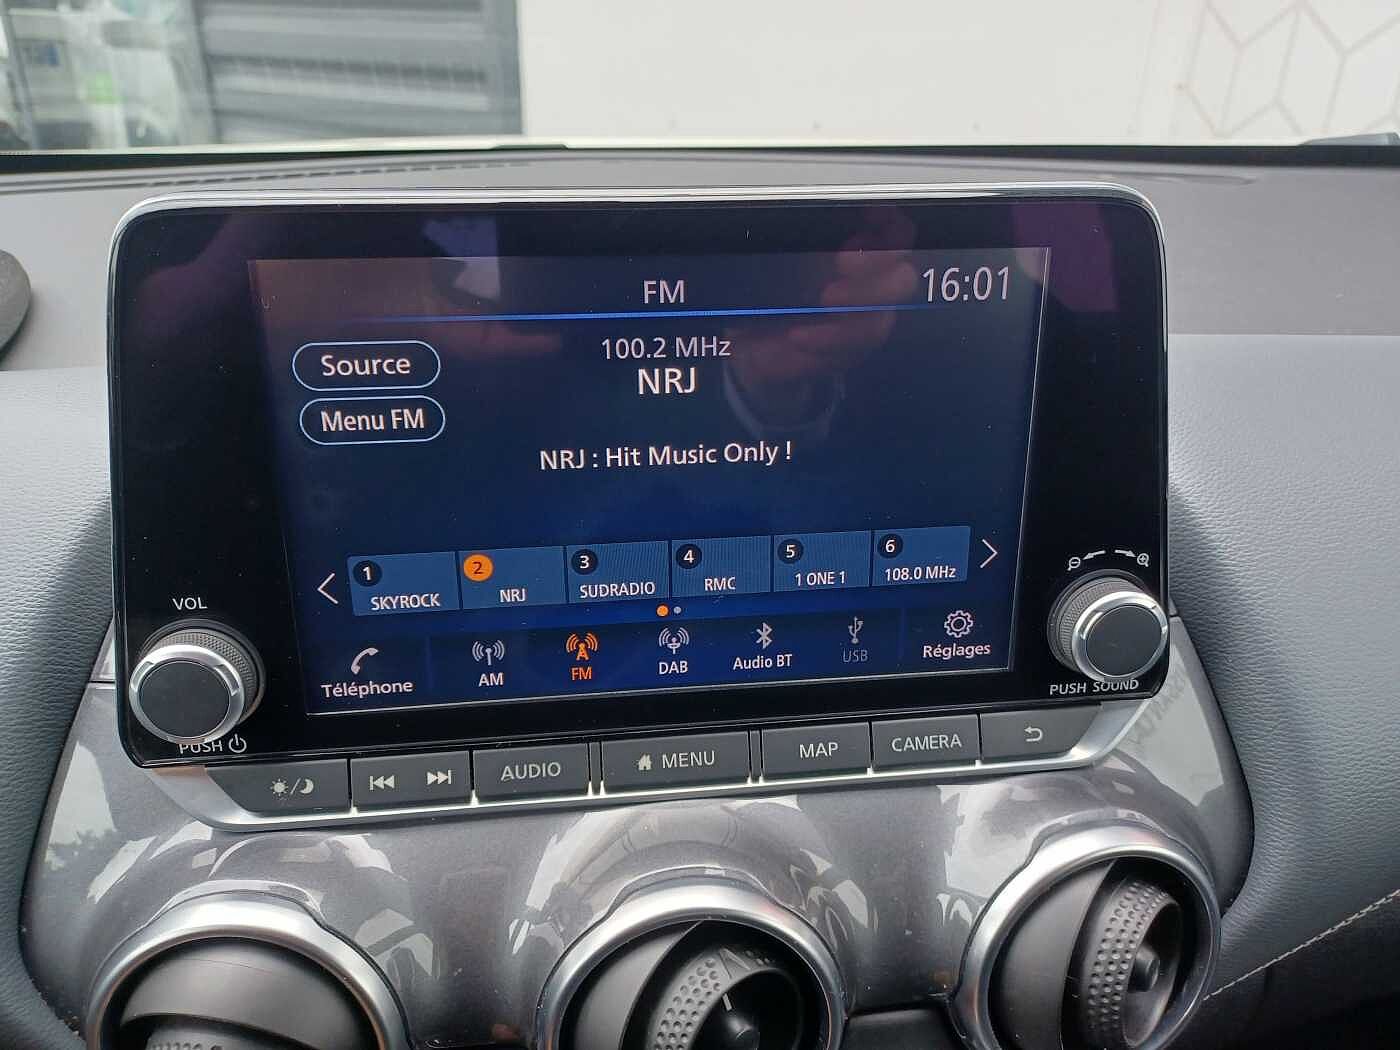 FM
16:01
Source
100.2 MHz
NRJ
Menu FM
NRJ : Hit Music Only !
1
SKYROCK
2
NRJ
3
SUDRADIO
4
RMC
5
1 ONE 1
6
108.0 MHz
Téléphone
AM
FM
DAB
Audio BT
USB
Réglages
VOL
PUSH
PUSH SOUND
AUDIO
MENU
MAP
CAMERA